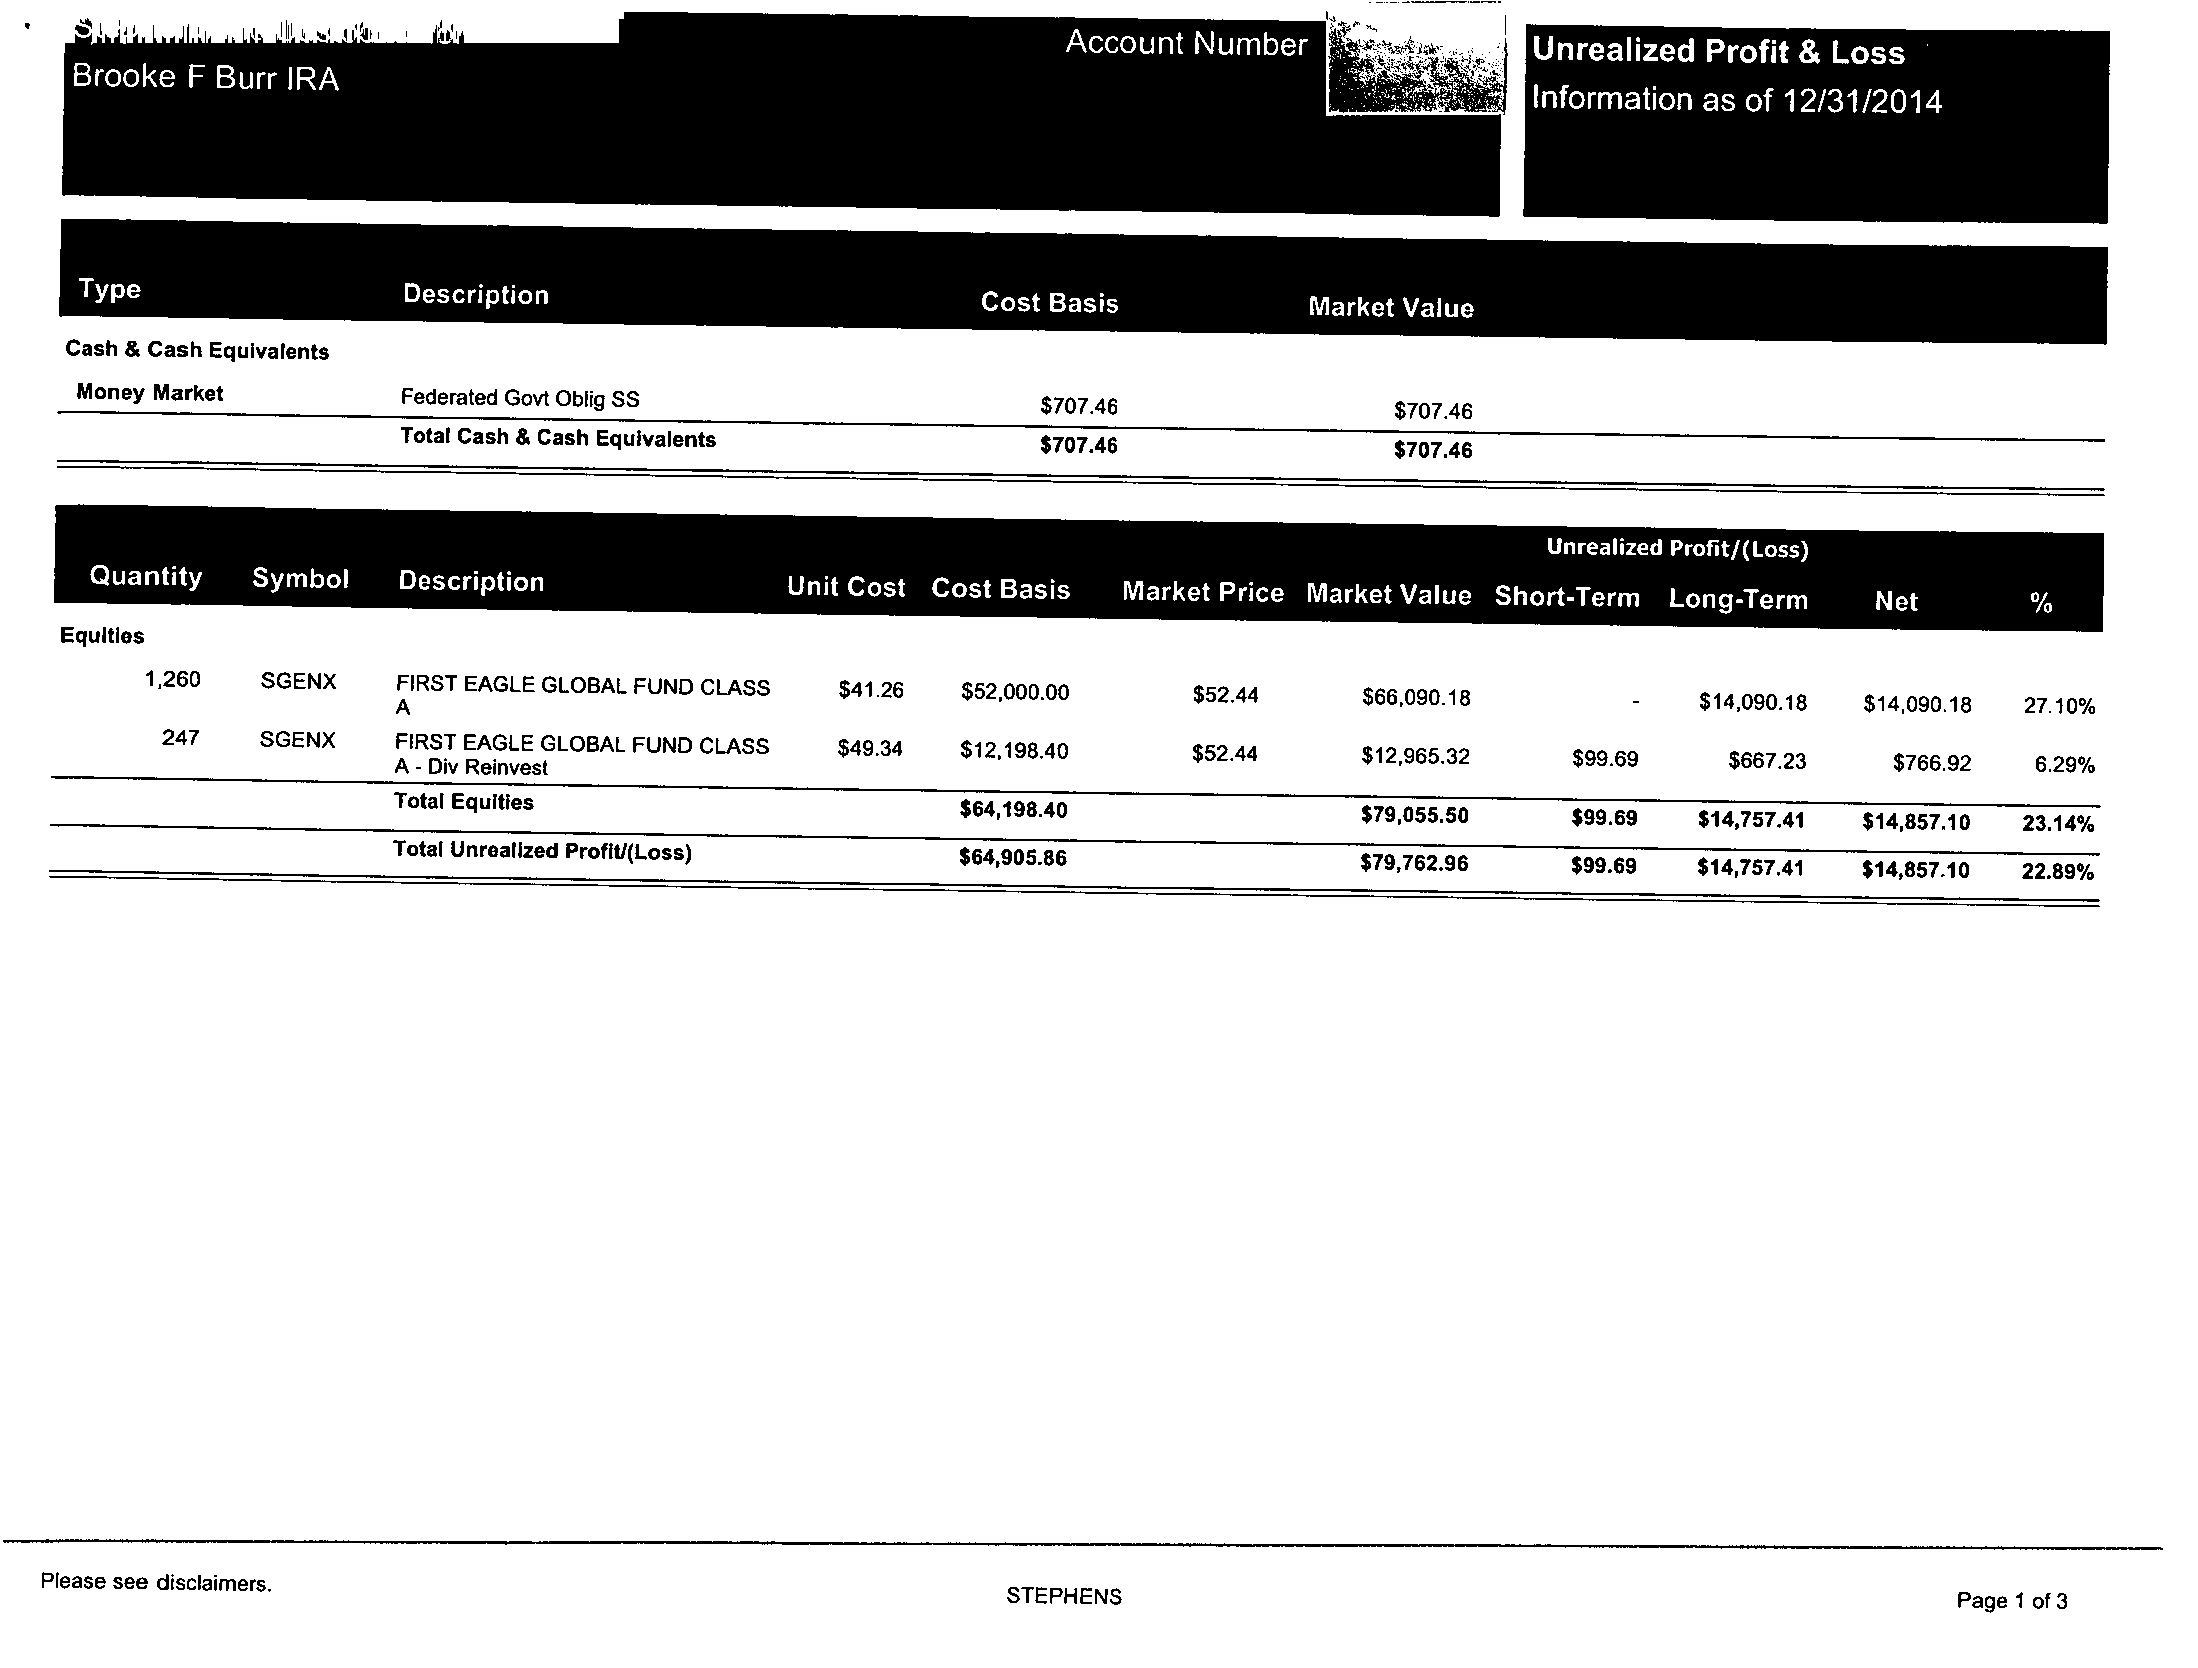 Brooke F Burr IRA
Account Number
Unrealized Profit & Loss
Information as of 12/31/2014
Type Description Cost Basis Market Value
Cash & Cash Equivalents
Money Market Federated Govt Oblig SS $707.46 $707.46
Total Cash & Cash Equivalents $707.46 $707.46
Unrealized Profit/(Loss)
Quantity Symbol Description Unit Cost Cost Basis Market Price Market Value Short-Term Long-Term Net %
Equities
1,260 SGENX FIRST EAGLE GLOBAL FUND CLASS $41.26 $52,000.00 $52.44 $66,090.18 - $14,090.18 $14,090.18 27.10%
A
247 SGENX FIRST EAGLE GLOBAL FUND CLASS $49.34 $12,198.40 $52.44 $12,965.32 $99.69 $667.23 $766.92 6.29%
A - Div Reinvest
Total Equities $64,198.40 $79,055.50 $99.69 $14,757.41 $14,857.10 23.14%
Total Unrealized Profit/(Loss) $64,905.86 $79,762.96 $99.69 $14,757.41 $14,857.10 22.89%
Please see disclaimers.
STEPHENS
Page 1 of 3